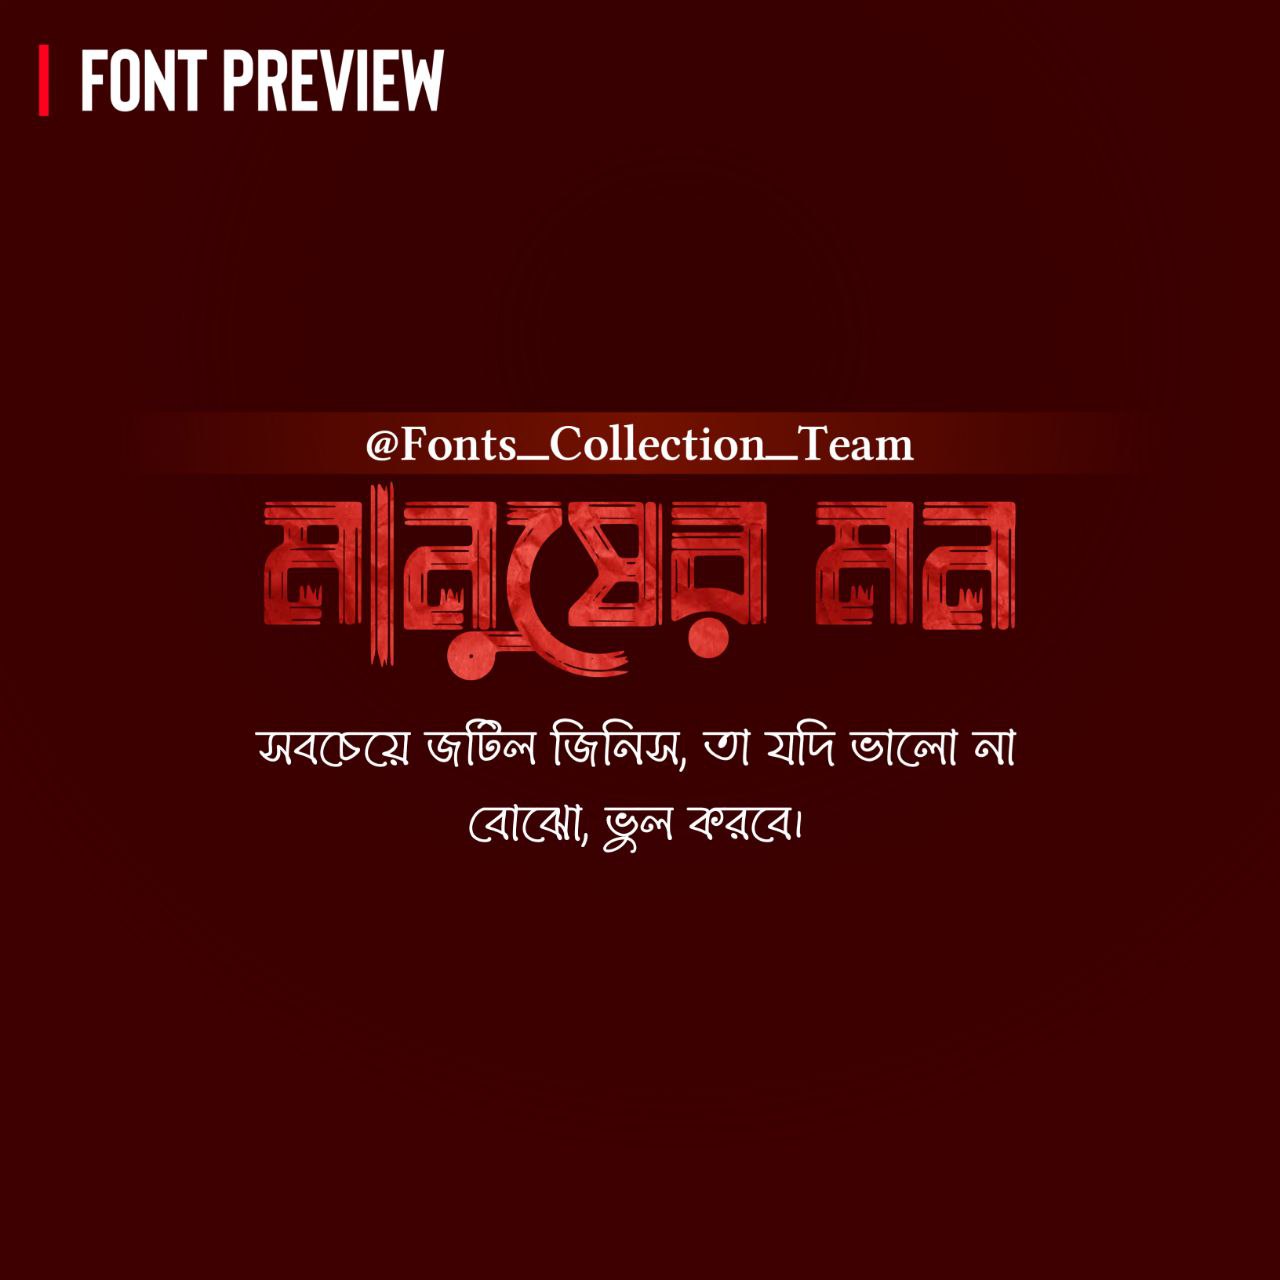 FONT PREVIEW
@Fonts_Collection_Team
মানুষের মন
সবচেয়ে জটিল জিনিস, তা যদি ভালো না
বোঝো, ভুল করবে।